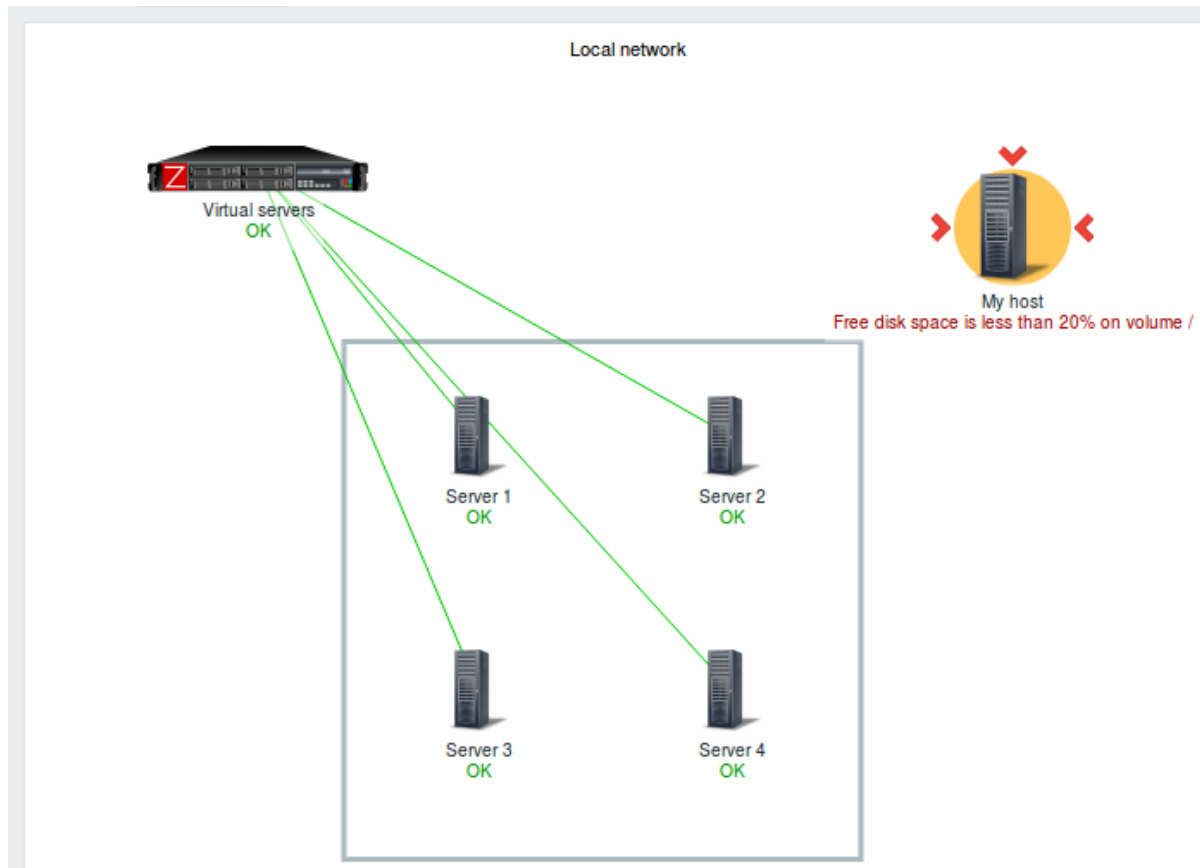 Local network
Z
Virtual servers
OK
My host
Free disk space is less than 20% on volume /
Server 1
OK
Server 2
OK
Server 3
OK
Server 4
OK